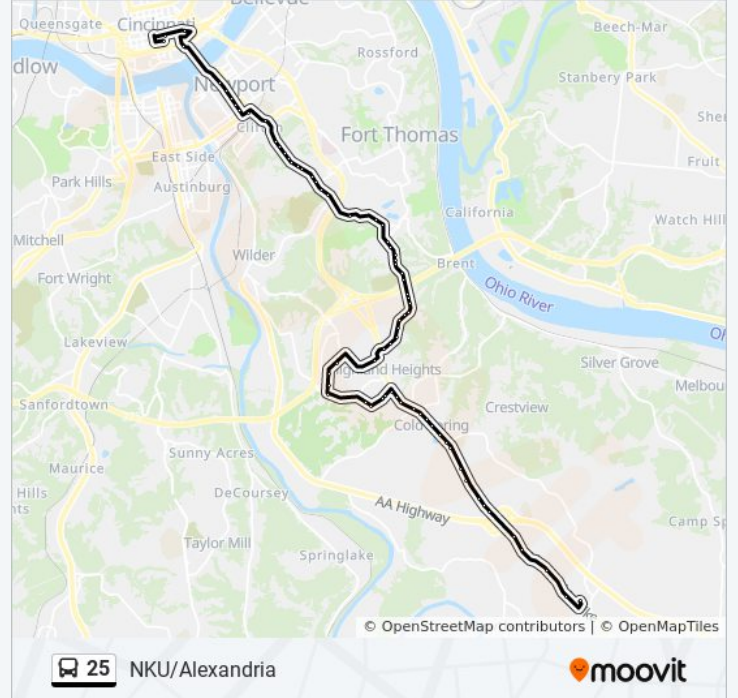 Bellevue
Queensgate
Cincinnati
Beech-Mar
Rossford
dlow
Newport
Stanbery Park
Clifton
Fort Thomas
East Side
Fruit
Park Hills
Austinburg
California
Watch Hill
Mitchell
Wilder
Brent
Fort Wright
Ohio River
Lakeview
Silver Grove
Highland Heights
Melbou
Sanfordtown
Crestview
Cold Spring
Sunny Acres
Maurice
Hills
DeCoursey
nts
AA Highway
Camp Sp
Taylor Mill
Springlake
© OpenStreetMap contributors | © OpenMapTiles
25 NKU/Alexandria
moovit